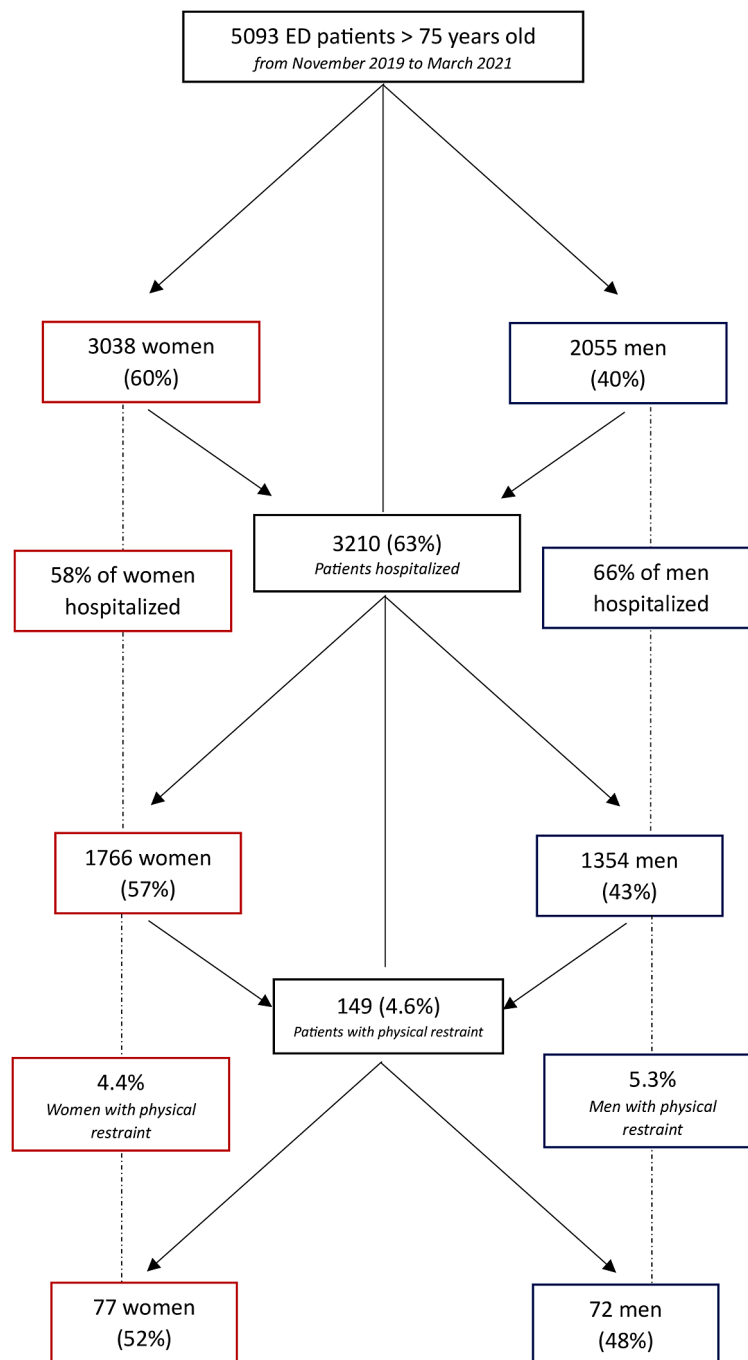 5093 ED patients > 75 years old
from November 2019 to March 2021
3038 women
(60%)
2055 men
(40%)
3210 (63%)
Patients hospitalized
58% of women
hospitalized
66% of men
hospitalized
1766 women
(57%)
1354 men
(43%)
149 (4.6%)
Patients with physical restraint
4.4%
Women with physical
restraint
5.3%
Men with physical
restraint
77 women
(52%)
72 men
(48%)